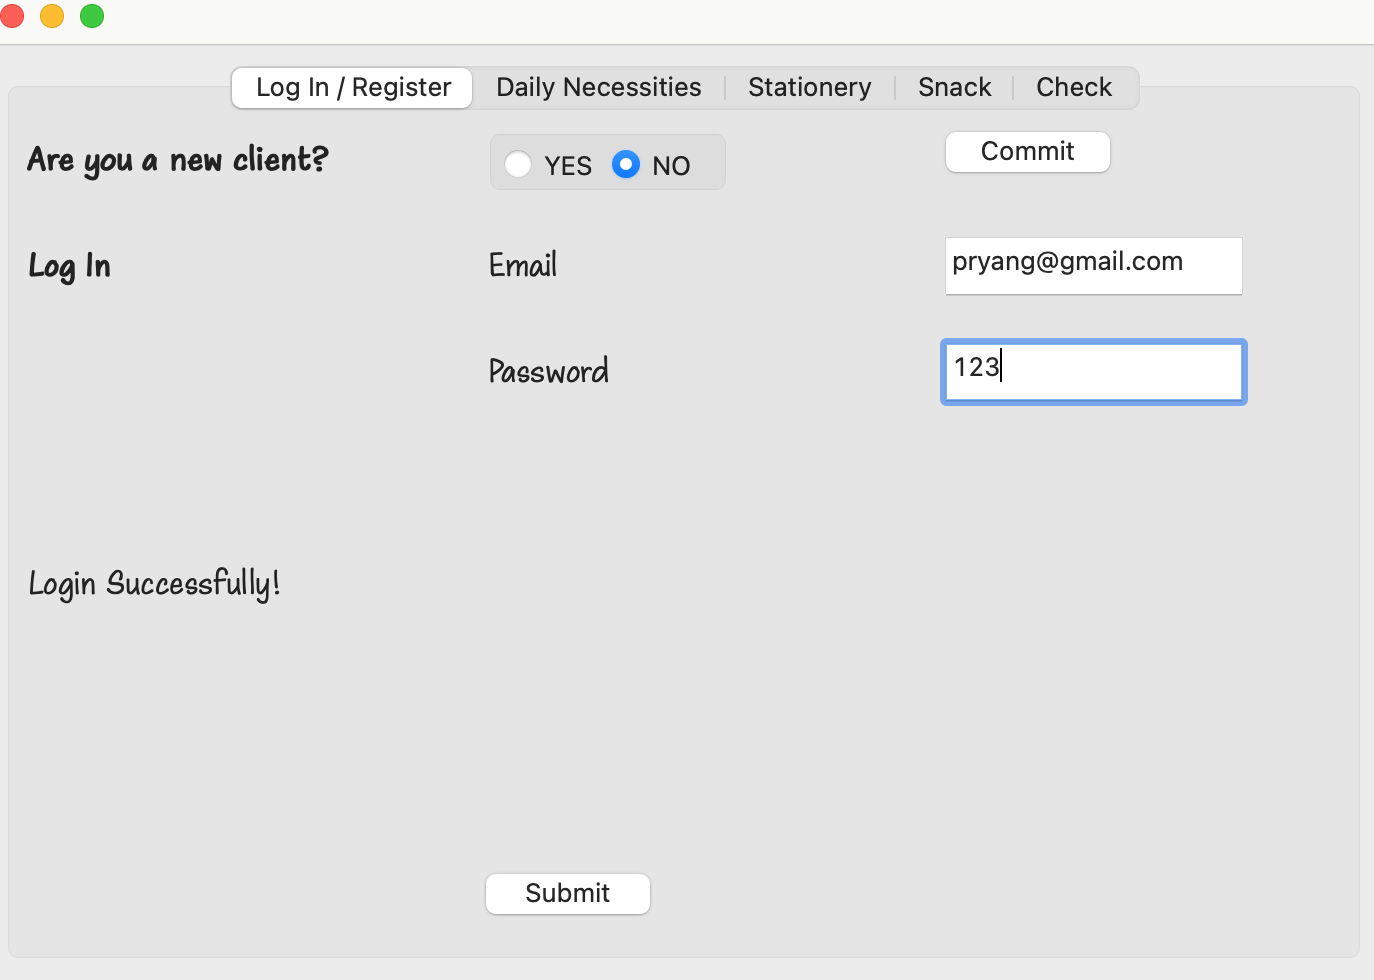 Log In / Register Daily Necessities Stationery Snack Check
Are you a new client? YES NO Commit
Log In Email pryang@gmail.com
Password 123
Login Successfully!
Submit